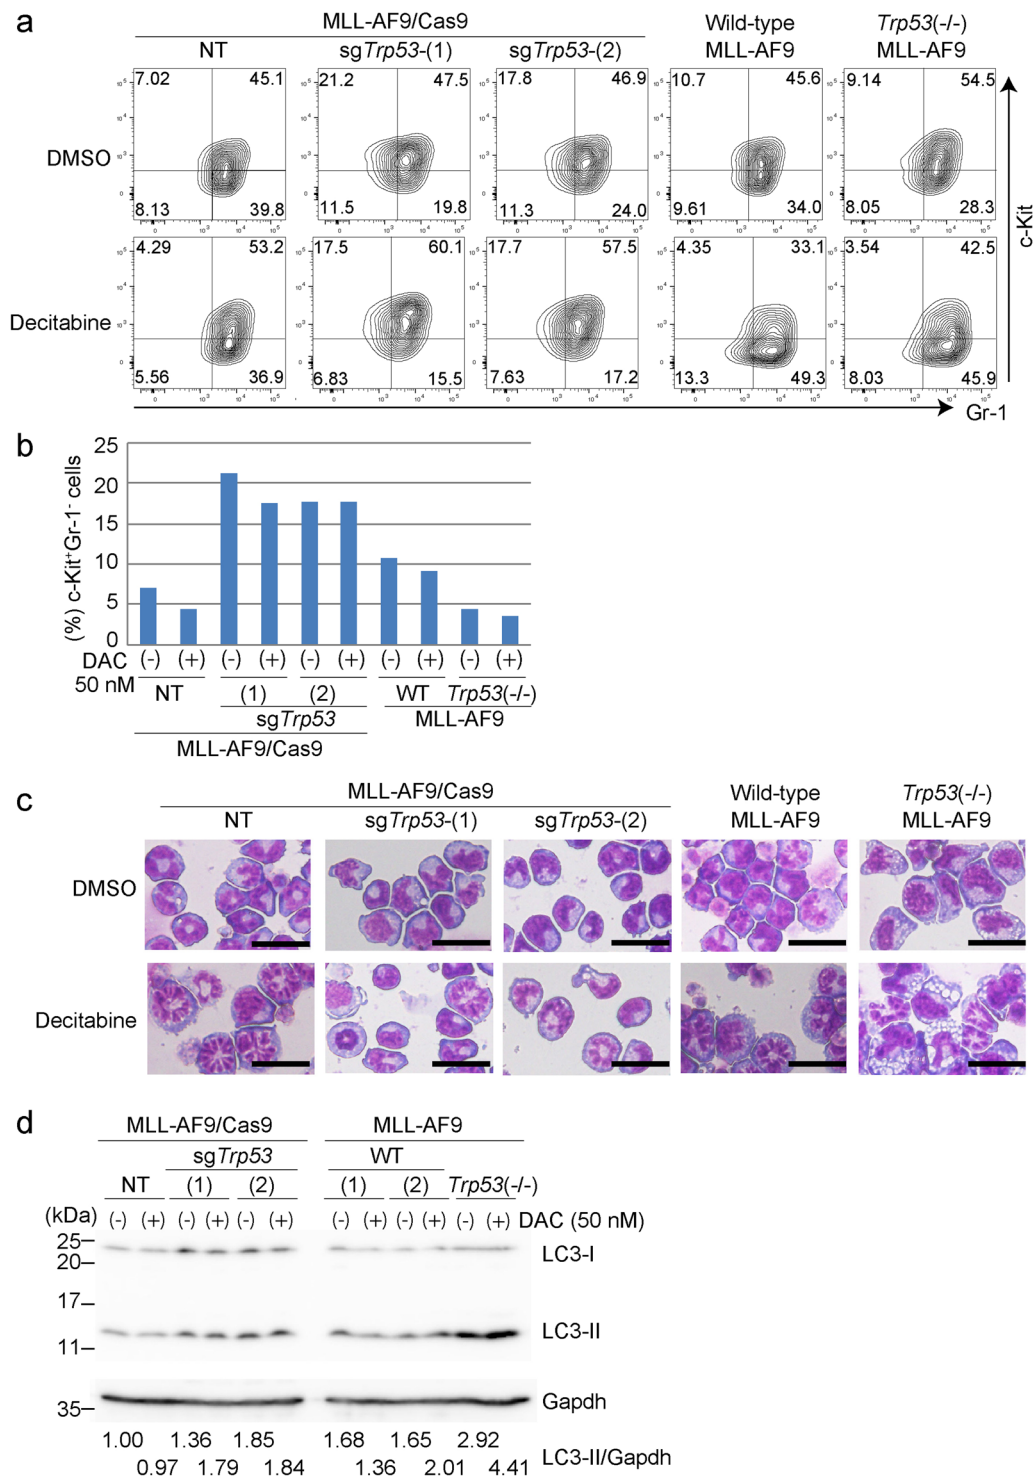 a
MLL-AF9/Cas9
Wild-type
Trp53(-/-)
NT
sgTrp53-(1)
sgTrp53-(2)
MLL-AF9
MLL-AF9
7.02 45.1
21.2 47.5
17.8 46.9
10.7 45.6
9.14 54.5
DMSO
8.13 39.8
11.5 19.8
11.3 24.0
9.61 34.0
8.05 28.3
4.29 53.2
17.5 60.1
17.7 57.5
4.35 33.1
3.54 42.5
Decitabine
5.56 36.9
6.83 15.5
7.63 17.2
13.3 49.3
8.03 45.9
c-Kit
Gr-1
b
(%) c-Kit⁺Gr-1⁻ cells
25
20
15
10
5
0
DAC (-) (+) (-) (+) (-) (+) (-) (+) (-) (+)
50 nM
NT (1) (2) WT Trp53(-/-)
sgTrp53 MLL-AF9
MLL-AF9/Cas9
c
MLL-AF9/Cas9
Wild-type
Trp53(-/-)
NT
sgTrp53-(1)
sgTrp53-(2)
MLL-AF9
MLL-AF9
DMSO
Decitabine
d
MLL-AF9/Cas9
MLL-AF9
sgTrp53
WT
NT (1) (2) (1) (2) Trp53(-/-)
(kDa) (-) (+) (-) (+) (-) (+) (-) (+) (-) (+) (-) (+) DAC (50 nM)
25
LC3-I
20
17
LC3-II
11
Gapdh
35
1.00 1.36 1.85 1.68 1.65 2.92
LC3-II/Gapdh
0.97 1.79 1.84 1.36 2.01 4.41